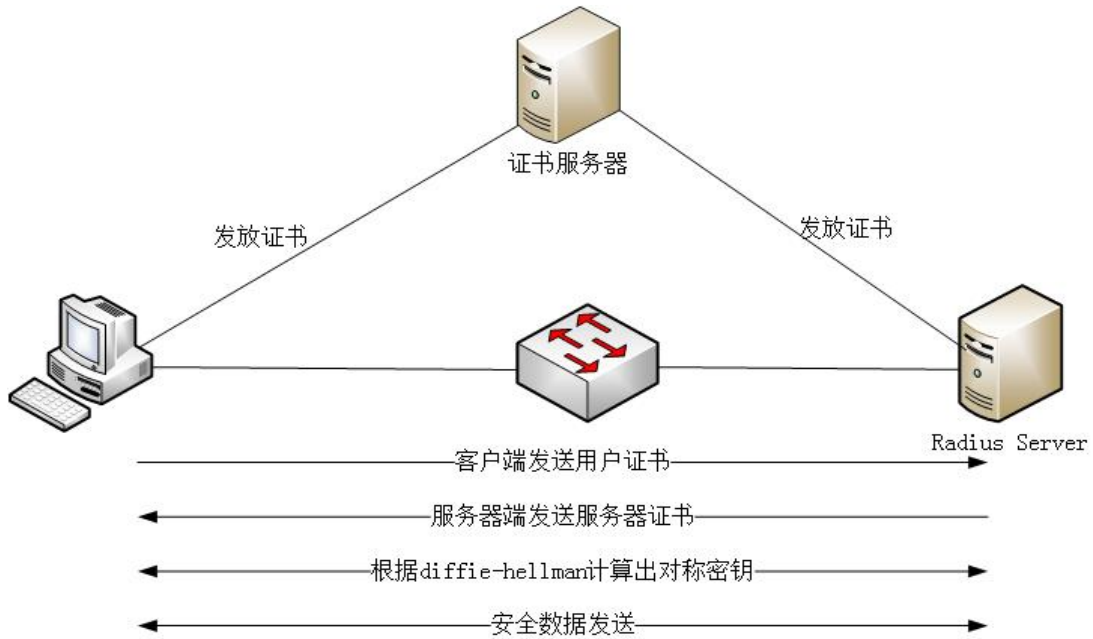 证书服务器
发放证书
发放证书
Radius Server
客户端发送用户证书
服务器端发送服务器证书
根据diffie-hellman计算出对称密钥
安全数据发送